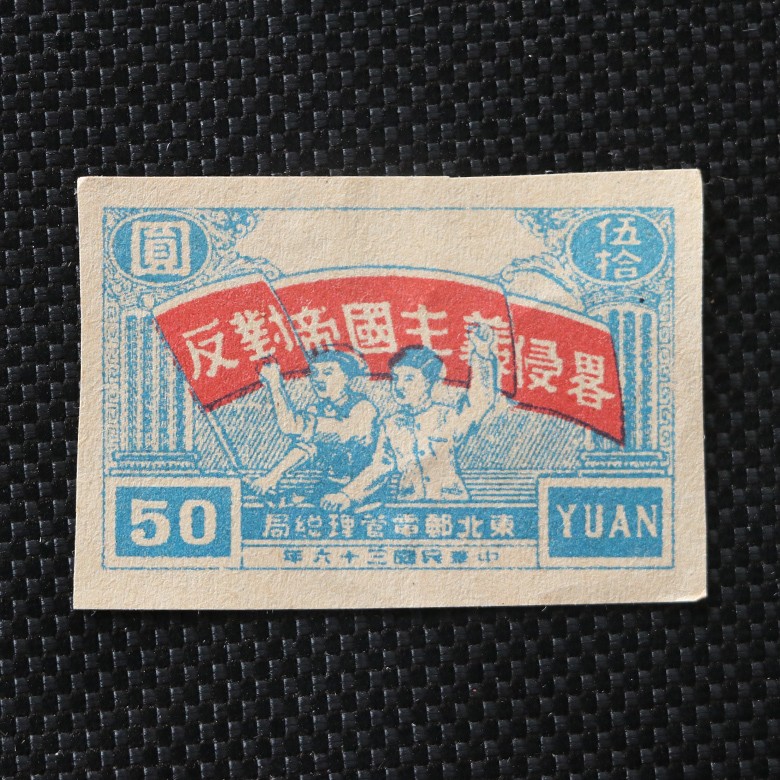 伍拾
圓
反對帝國主義侵畧
50
東北郵電管理總局
YUAN
中華民國三十六年